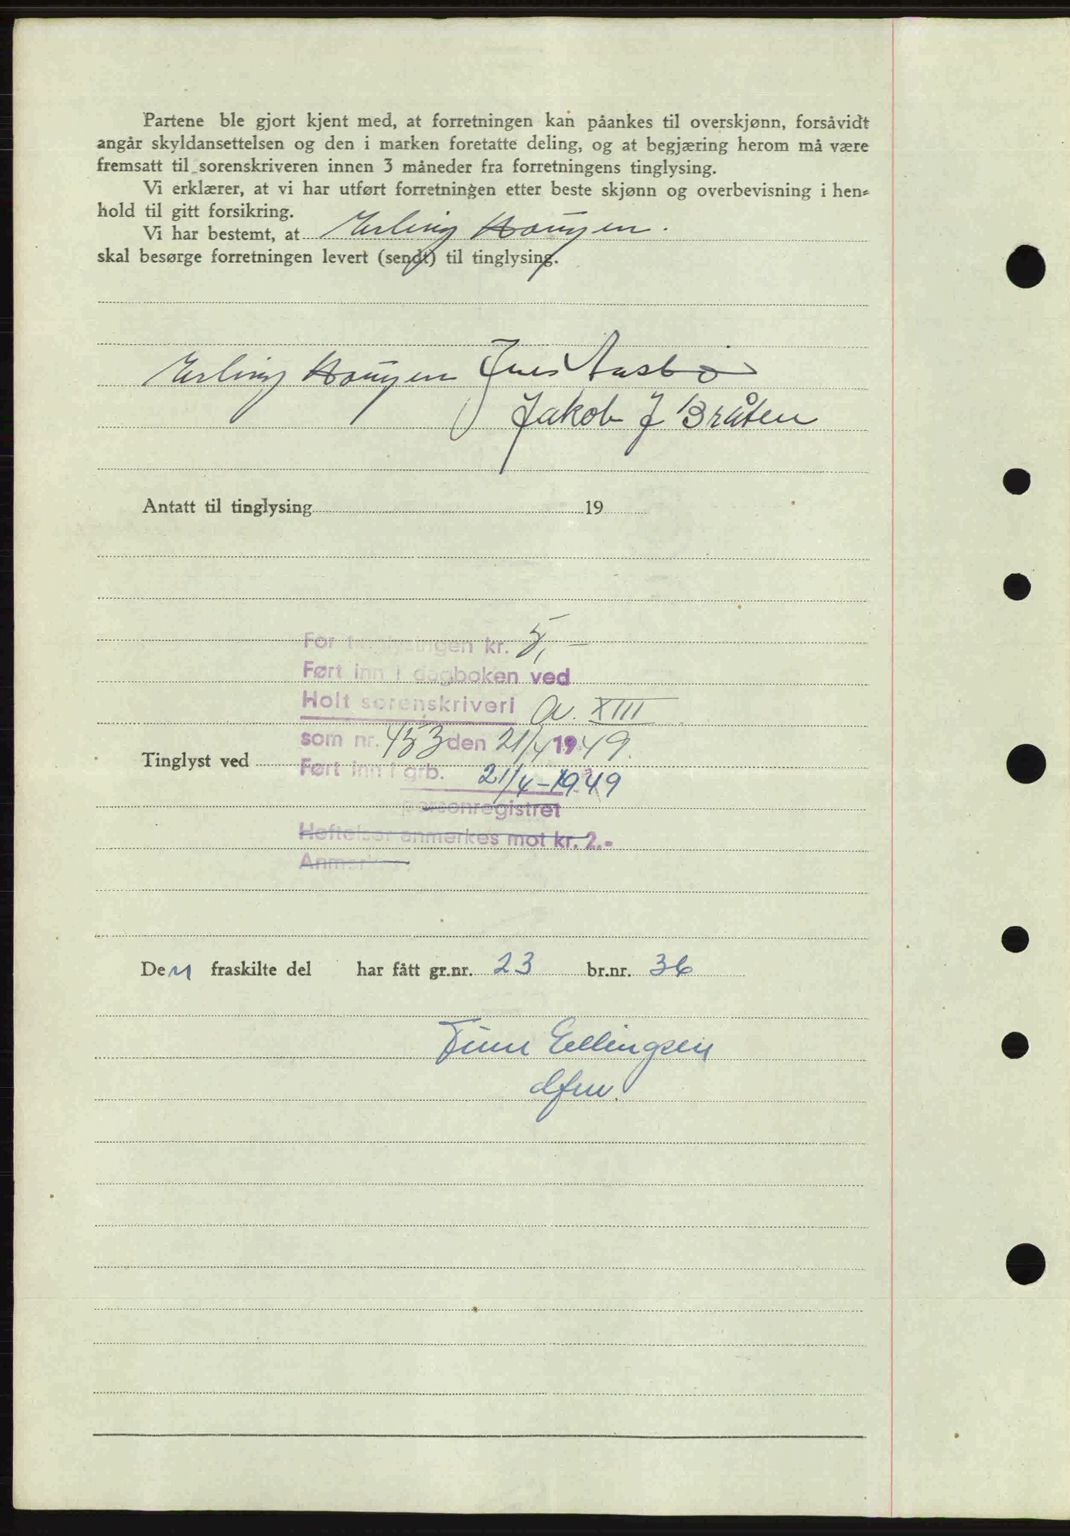 Partene ble gjort kjent med, at forretningen kan påankes til overskjønn, forsåvidt
angår skyldansettelsen og den i marken foretatte deling, og at begjæring herom må være
fremsatt til sorenskriveren innen 3 måneder fra forretningens tinglysing.
Vi erklærer, at vi har utført forretningen etter beste skjønn og overbevisning i hen-
hold til gitt forsikring.
Vi har bestemt, at Erling Haugen.
skal besørge forretningen levert (sendt) til tinglysing.
Erling Haugen Jens Aasbø
Jakob J Bråten
Antatt til tinglysing 19
For tinglysingen kr. 5,-
Ført inn i dagboken ved
Holt sorenskriveri A. XIII
som nr. 453 den 21/4 1949.
Tinglyst ved
Ført inn i grb. 21/4-1949
personregistret
Heftelser anmerkes mot kr. 2.-
Anmerkes
Den fraskilte del har fått gr.nr. 23 br.nr. 36
Finn Ellingsen
dfm.